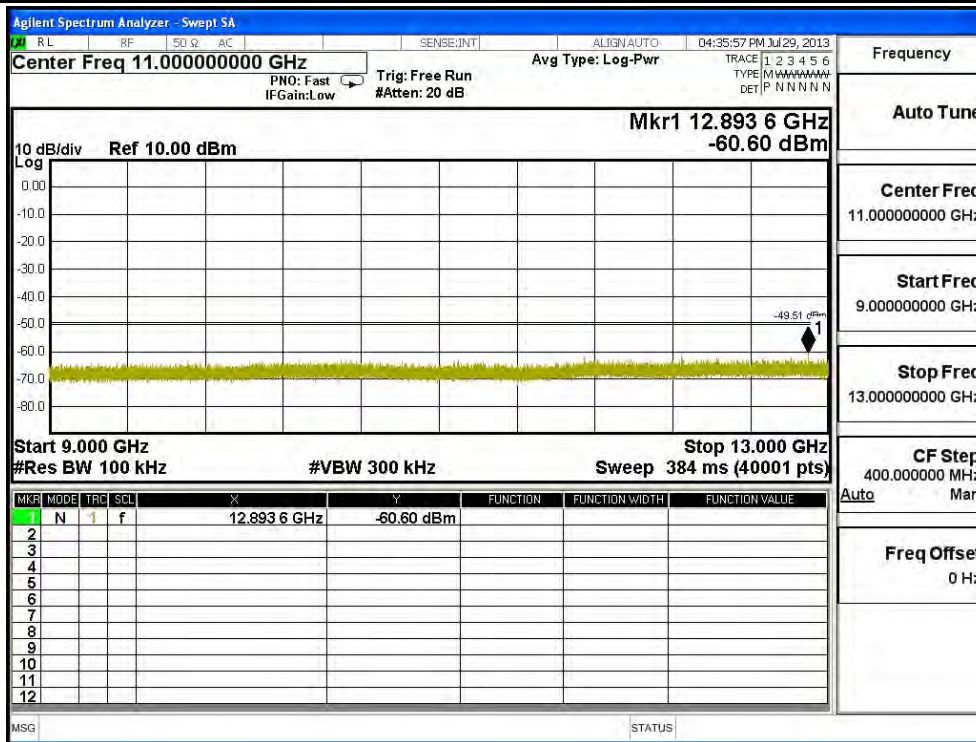 Agilent Spectrum Analyzer - Swept SA
RL RF 50 Ω AC SENSE:INT ALIGN AUTO 04:35:57 PM Jul 29, 2013
Center Freq 11.000000000 GHz
PNO: Fast
IFGain:Low
Trig: Free Run
#Atten: 20 dB
Avg Type: Log-Pwr
TRACE 1 2 3 4 5 6
TYPE M
DET P N N N N N
Mkr1 12.893 6 GHz
-60.60 dBm
10 dB/div Ref 10.00 dBm
Log
0.00
-10.0
-20.0
-30.0
-40.0
-50.0
-60.0
-70.0
-80.0
-49.51 dBm
1
Start 9.000 GHz Stop 13.000 GHz
#Res BW 100 kHz #VBW 300 kHz Sweep 384 ms (40001 pts)
MKR MODE TRC SCL X Y FUNCTION FUNCTION WIDTH FUNCTION VALUE
1 N 1 f 12.893 6 GHz -60.60 dBm
2
3
4
5
6
7
8
9
10
11
12
MSG STATUS
Frequency
Auto Tune
Center Freq
11.000000000 GHz
Start Freq
9.000000000 GHz
Stop Freq
13.000000000 GHz
CF Step
400.000000 MHz
Auto Man
Freq Offset
0 Hz